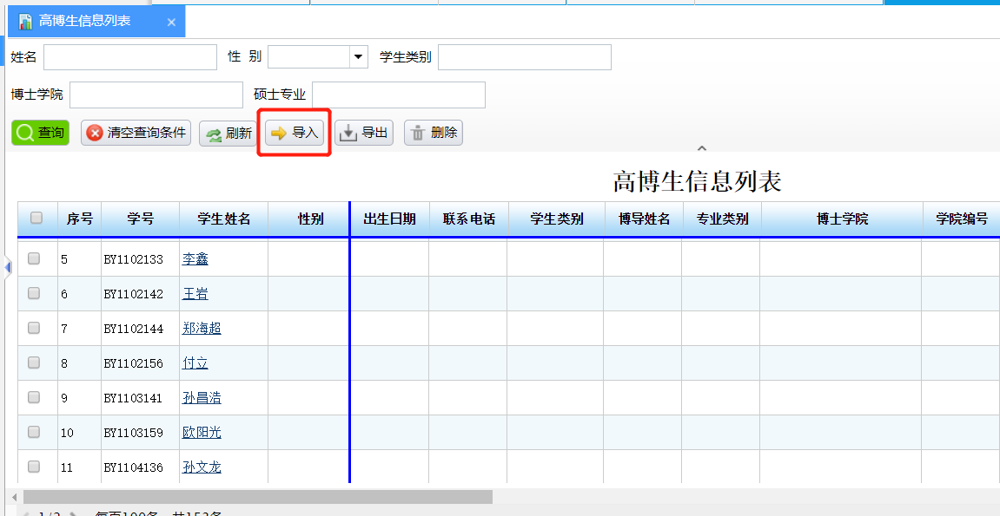 高博生信息列表 ×
姓名 性 别 学生类别
博士学院 硕士专业
查询 清空查询条件 刷新 导入 导出 删除
高博生信息列表
序号 学号 学生姓名 性别 出生日期 联系电话 学生类别 博导姓名 专业类别 博士学院 学院编号
5 BY1102133 李鑫
6 BY1102142 王岩
7 BY1102144 郑海超
8 BY1102156 付立
9 BY1103141 孙昌浩
10 BY1103159 欧阳光
11 BY1104136 孙文龙